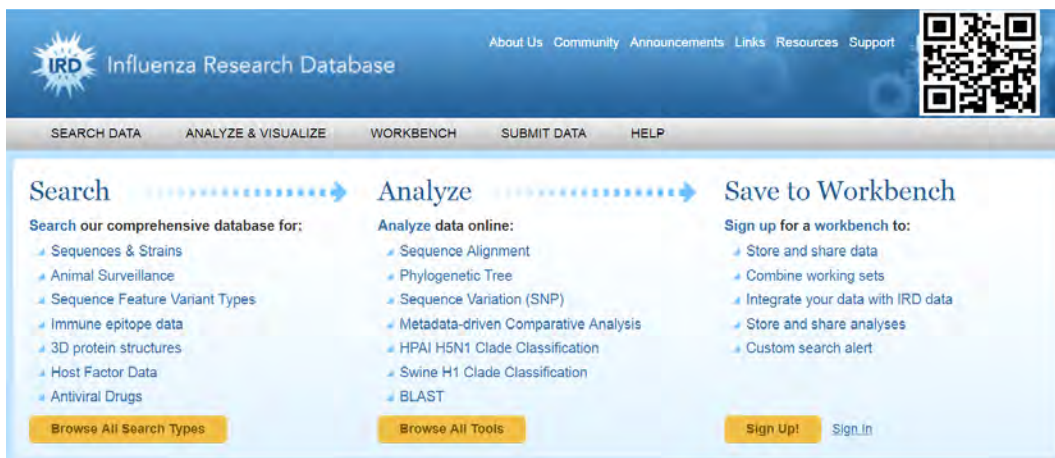 About Us Community Announcements Links Resources Support
IRD Influenza Research Database
SEARCH DATA ANALYZE & VISUALIZE WORKBENCH SUBMIT DATA HELP
Search
Search our comprehensive database for:
Sequences & Strains
Animal Surveillance
Sequence Feature Variant Types
Immune epitope data
3D protein structures
Host Factor Data
Antiviral Drugs
Browse All Search Types
Analyze
Analyze data online:
Sequence Alignment
Phylogenetic Tree
Sequence Variation (SNP)
Metadata-driven Comparative Analysis
HPAI H5N1 Clade Classification
Swine H1 Clade Classification
BLAST
Browse All Tools
Save to Workbench
Sign up for a workbench to:
Store and share data
Combine working sets
Integrate your data with IRD data
Store and share analyses
Custom search alert
Sign Up! Sign In